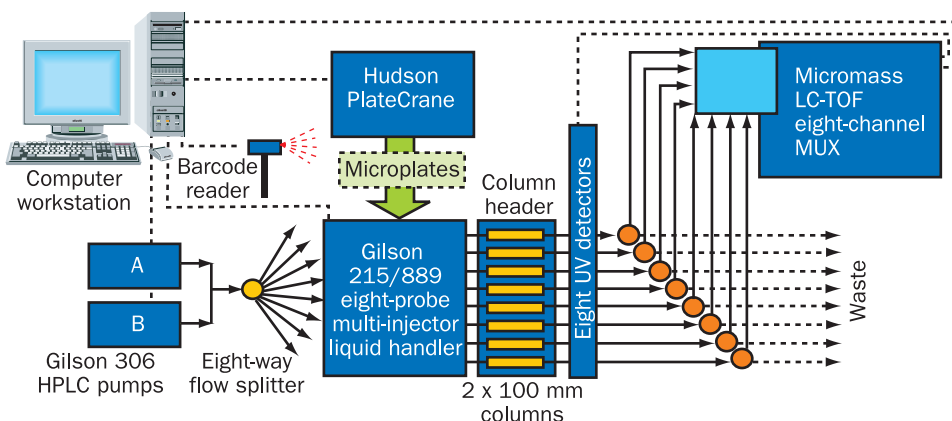 Computer
workstation
Barcode
reader
Hudson
PlateCrane
Microplates
Micromass
LC-TOF
eight-channel
MUX
A
B
Gilson 306
HPLC pumps
Eight-way
flow splitter
Gilson
215/889
eight-probe
multi-injector
liquid handler
Column
header
2 x 100 mm
columns
Eight UV detectors
Waste